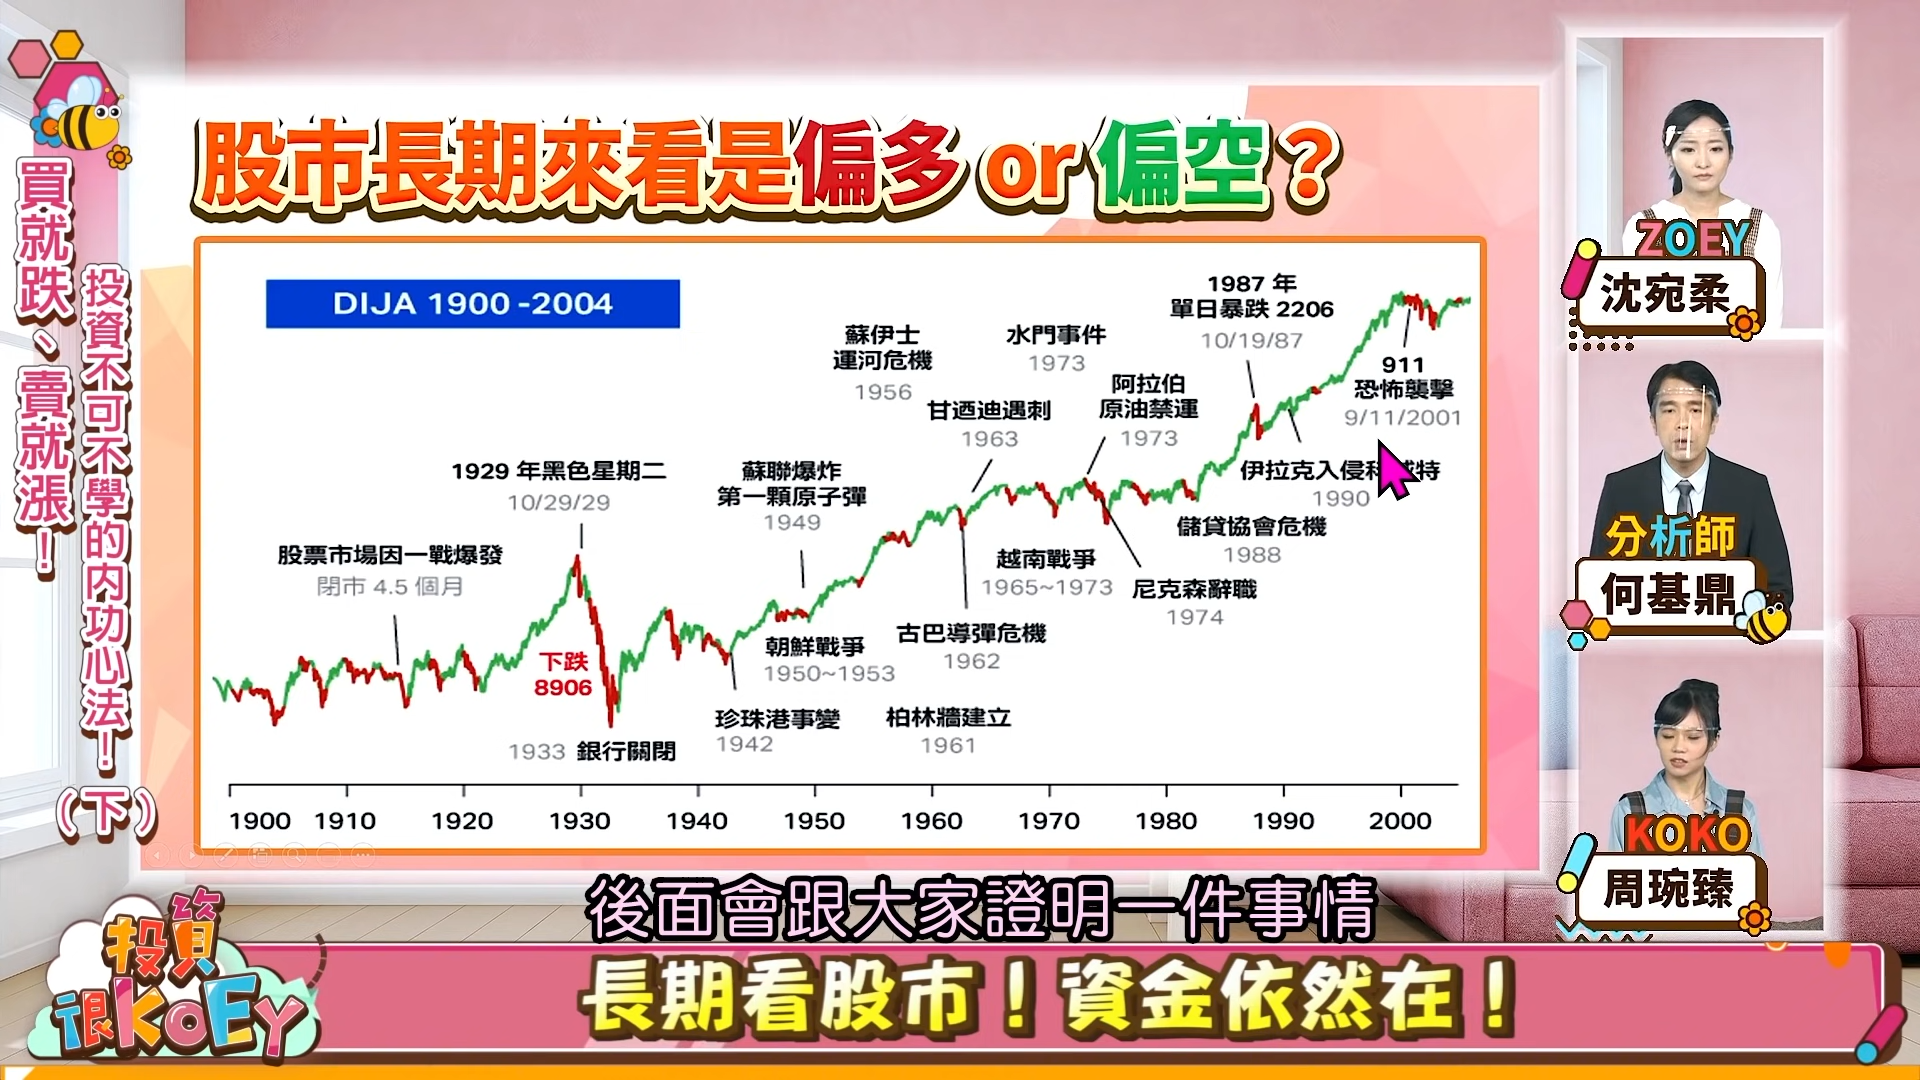 買就跌、賣就漲！
投資不可不學的內功心法！（下）
股市長期來看是偏多 or 偏空？
DIJA 1900 -2004
1987 年
單日暴跌 2206
10/19/87
蘇伊士
運河危機
1956
水門事件
1973
911
恐怖襲擊
9/11/2001
甘迺迪遇刺
1963
阿拉伯
原油禁運
1973
1929 年黑色星期二
10/29/29
蘇聯爆炸
第一顆原子彈
1949
伊拉克入侵科威特
1990
股票市場因一戰爆發
閉市 4.5 個月
儲貸協會危機
1988
越南戰爭
1965~1973
尼克森辭職
1974
下跌
8906
朝鮮戰爭
1950~1953
古巴導彈危機
1962
珍珠港事變
1942
柏林牆建立
1961
1933 銀行關閉
1900 1910 1920 1930 1940 1950 1960 1970 1980 1990 2000
ZOEY
沈宛柔
分析師
何基鼎
KOKO
周琬臻
後面會跟大家證明一件事情
投資
很KOEY
長期看股市！資金依然在！